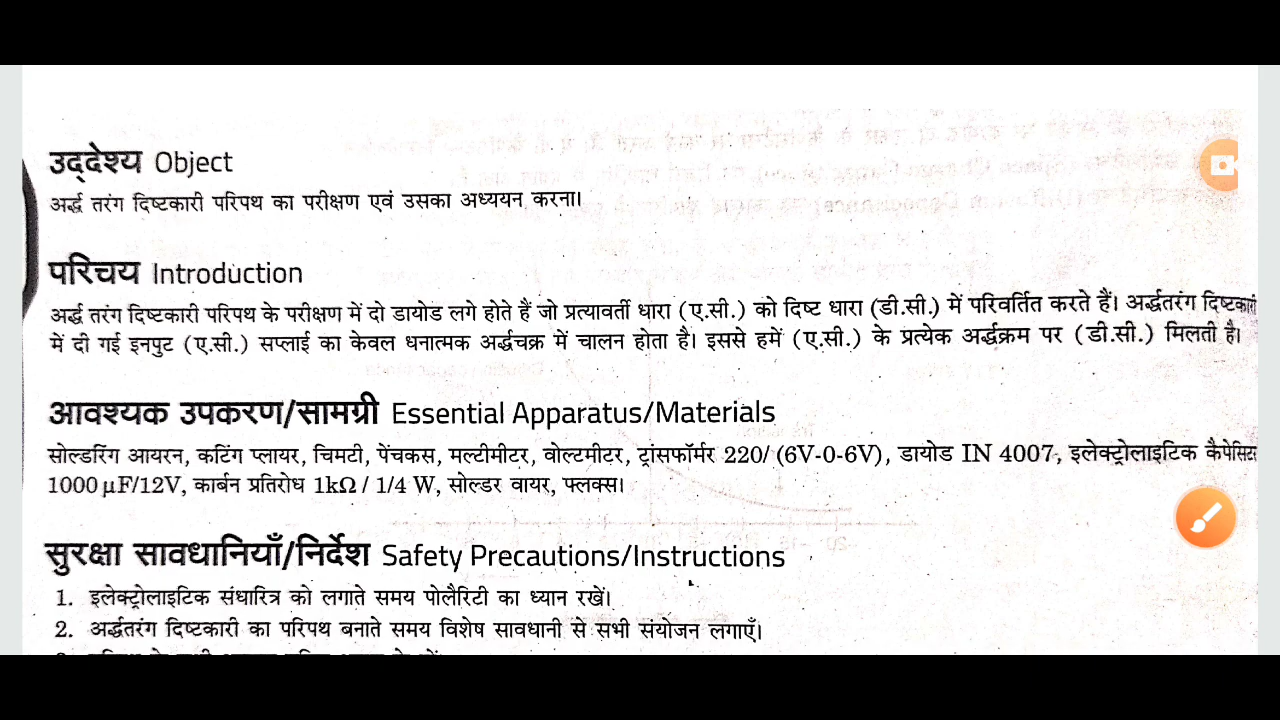 उद्देश्य Object
अर्द्ध तरंग दिष्टकारी परिपथ का परीक्षण एवं उसका अध्ययन करना।
परिचय Introduction
अर्द्ध तरंग दिष्टकारी परिपथ के परीक्षण में दो डायोड लगे होते हैं जो प्रत्यावर्ती धारा (ए.सी.) को दिष्ट धारा (डी.सी.) में परिवर्तित करते हैं। अर्द्धतरंग दिष्टकारी
में दी गई इनपुट (ए.सी.) सप्लाई का केवल धनात्मक अर्द्धचक्र में चालन होता है। इससे हमें (ए.सी.) के प्रत्येक अर्द्धक्रम पर (डी.सी.) मिलती है।
आवश्यक उपकरण/सामग्री Essential Apparatus/Materials
सोल्डरिंग आयरन, कटिंग प्लायर, चिमटी, पेंचकस, मल्टीमीटर, वोल्टमीटर, ट्रांसफॉर्मर 220/ (6V-0-6V), डायोड IN 4007, इलेक्ट्रोलाइटिक
1000 µF/12V, कार्बन प्रतिरोध 1kΩ / 1/4 W, सोल्डर वायर, फ्लक्स।
सुरक्षा सावधानियाँ/निर्देश Safety Precautions/Instructions
1. इलेक्ट्रोलाइटिक संधारित्र को लगाते समय पोलैरिटी का ध्यान रखें।
2. अर्द्धतरंग दिष्टकारी का परिपथ बनाते समय विशेष सावधानी से सभी संयोजन लगाएँ।